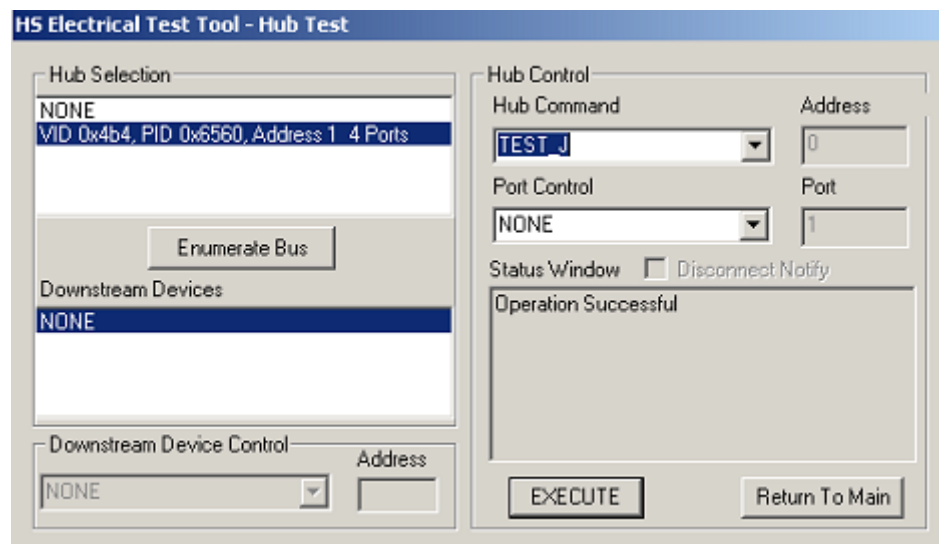 HS Electrical Test Tool - Hub Test
Hub Selection
NONE
VID 0x4b4, PID 0x6560, Address 1 4 Ports
Enumerate Bus
Downstream Devices
NONE
Downstream Device Control
Address
NONE
Hub Control
Hub Command
Address
TEST_J
0
Port Control
Port
NONE
1
Status Window
Disconnect Notify
Operation Successful
EXECUTE
Return To Main